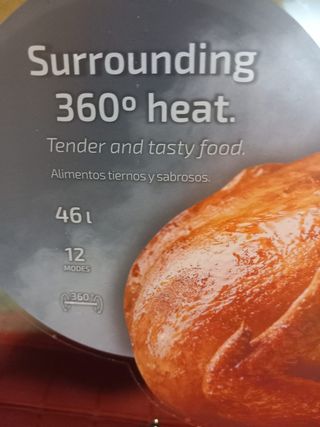 Surrounding
360º heat.
Tender and tasty food.
Alimentos tiernos y sabrosos.
46 l
12
MODES
360º